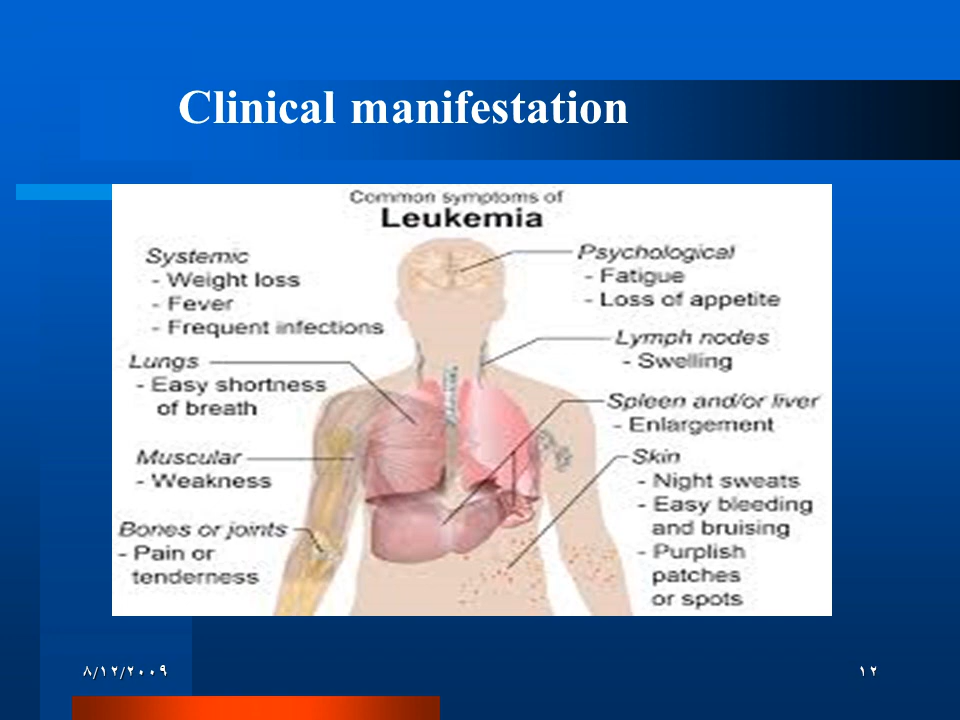 Clinical manifestation
Common symptoms of
Leukemia
Systemic
- Weight loss
- Fever
- Frequent infections
Lungs
- Easy shortness
of breath
Muscular
- Weakness
Bones or joints
- Pain or
tenderness
Psychological
- Fatigue
- Loss of appetite
Lymph nodes
- Swelling
Spleen and/or liver
- Enlargement
Skin
- Night sweats
- Easy bleeding
and bruising
- Purplish
patches
or spots
٨/١٢/٢٠٠٩
١٢